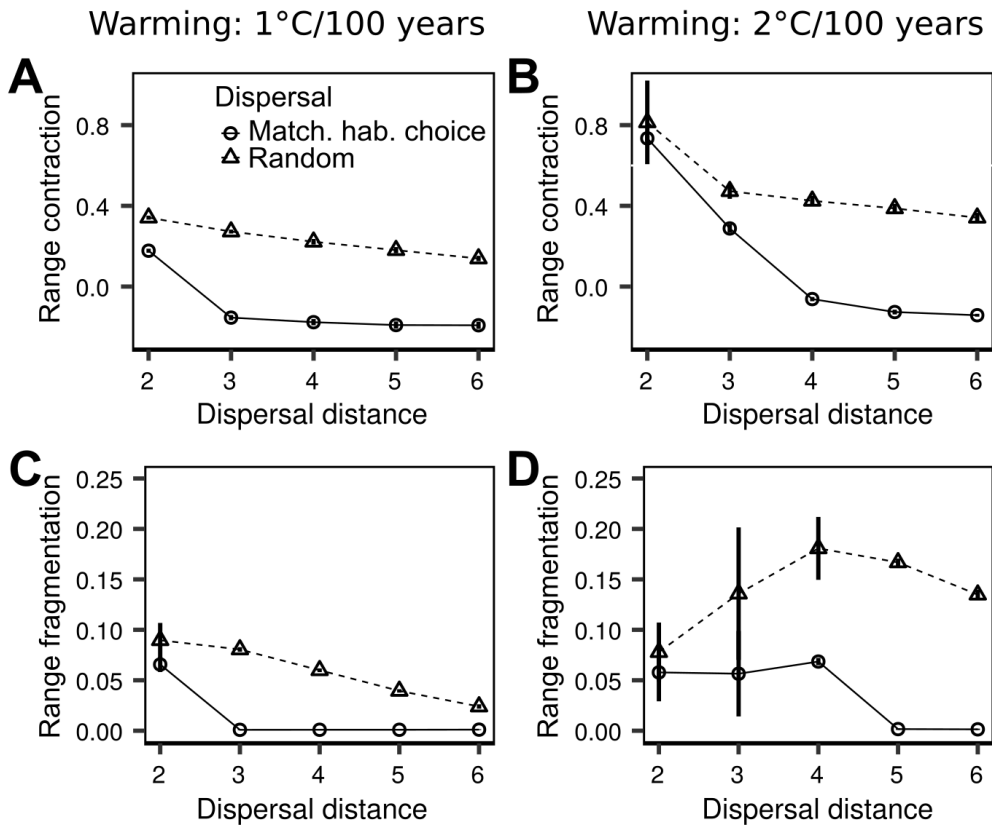 Warming: 1°C/100 years
Warming: 2°C/100 years
A
Range contraction
0.8
0.4
0.0
Dispersal
Match. hab. choice
Random
2 3 4 5 6
Dispersal distance
B
Range contraction
0.8
0.4
0.0
2 3 4 5 6
Dispersal distance
C
Range fragmentation
0.25
0.20
0.15
0.10
0.05
0.00
2 3 4 5 6
Dispersal distance
D
Range fragmentation
0.25
0.20
0.15
0.10
0.05
0.00
2 3 4 5 6
Dispersal distance